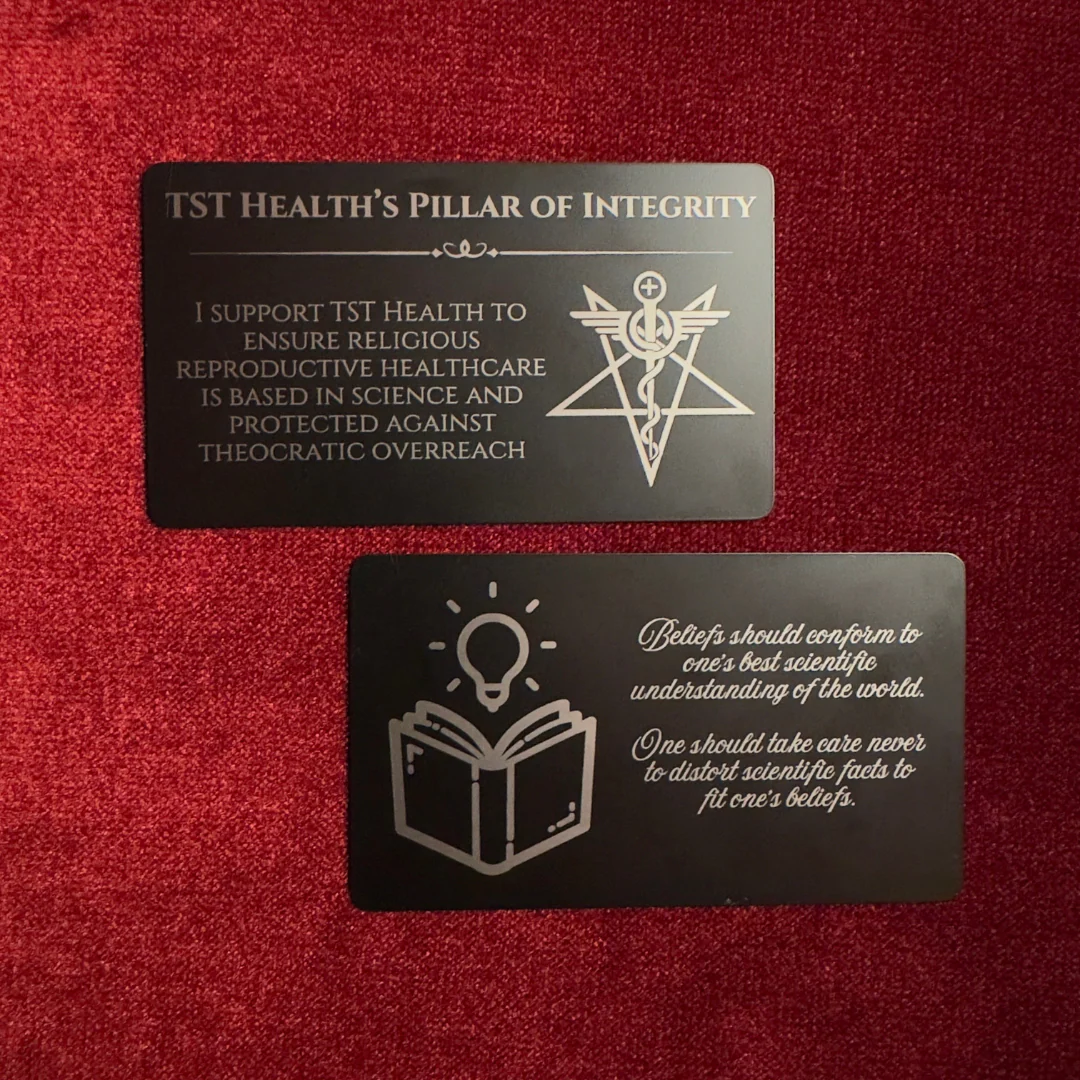 TST Health's Pillar of Integrity
I support TST Health to
ensure religious
reproductive healthcare
is based in science and
protected against
theocratic overreach
Beliefs should conform to
one's best scientific
understanding of the world.
One should take care never
to distort scientific facts to
fit one's beliefs.